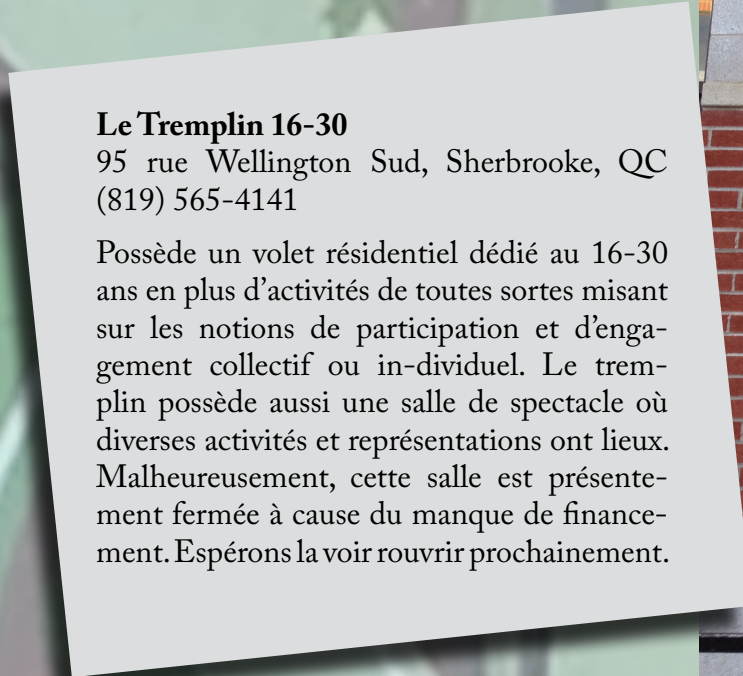 Le Tremplin 16-30
95 rue Wellington Sud, Sherbrooke, QC
(819) 565-4141
Possède un volet résidentiel dédié au 16-30
ans en plus d’activités de toutes sortes misant
sur les notions de participation et d’enga-
gement collectif ou in-dividuel. Le trem-
plin possède aussi une salle de spectacle où
diverses activités et représentations ont lieux.
Malheureusement, cette salle est présente-
ment fermée à cause du manque de finance-
ment. Espérons la voir rouvrir prochainement.